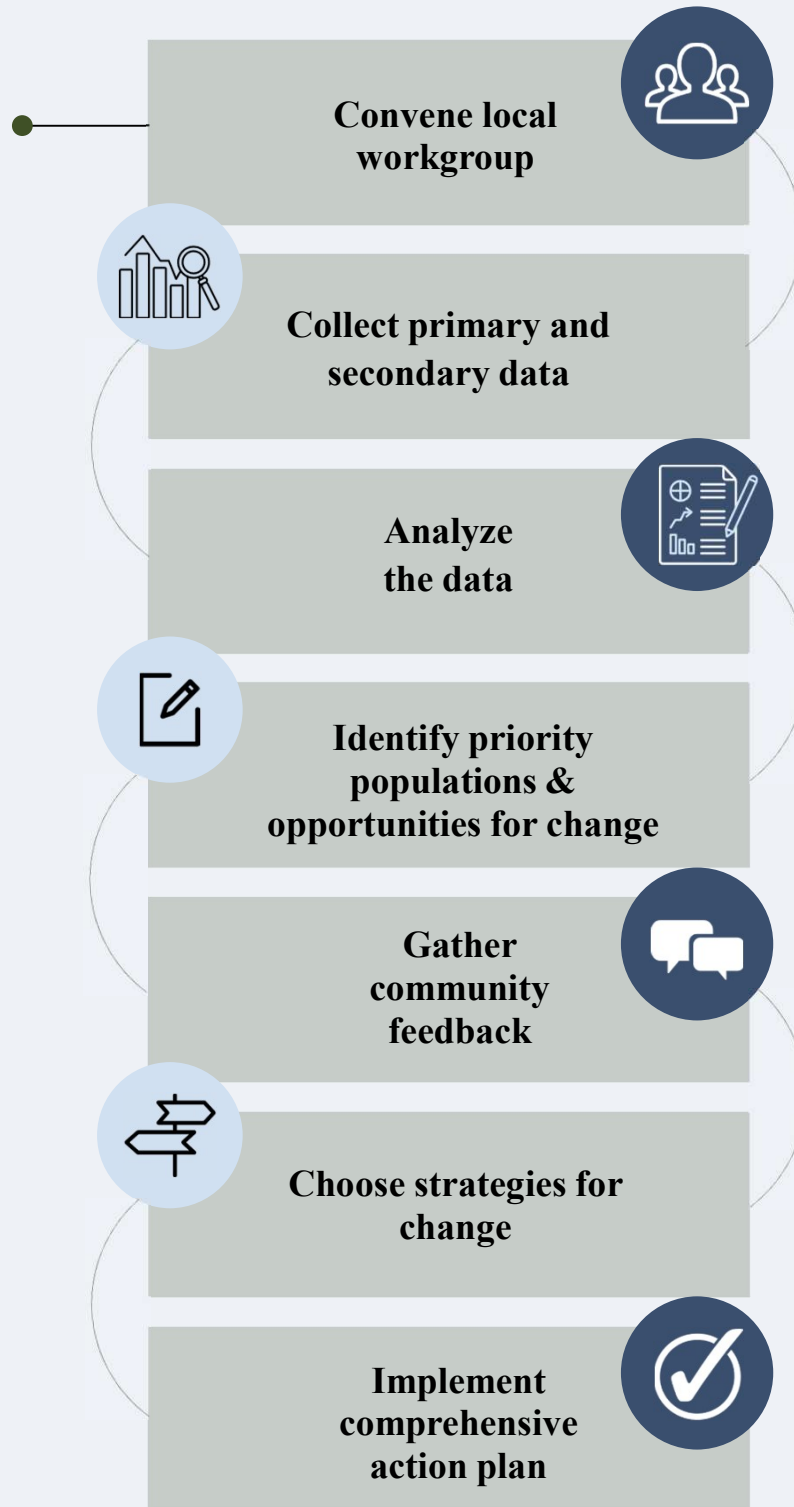 Convene local
workgroup
Collect primary and
secondary data
Analyze
the data
Identify priority
populations &
opportunities for change
Gather
community
feedback
Choose strategies for
change
Implement
comprehensive
action plan